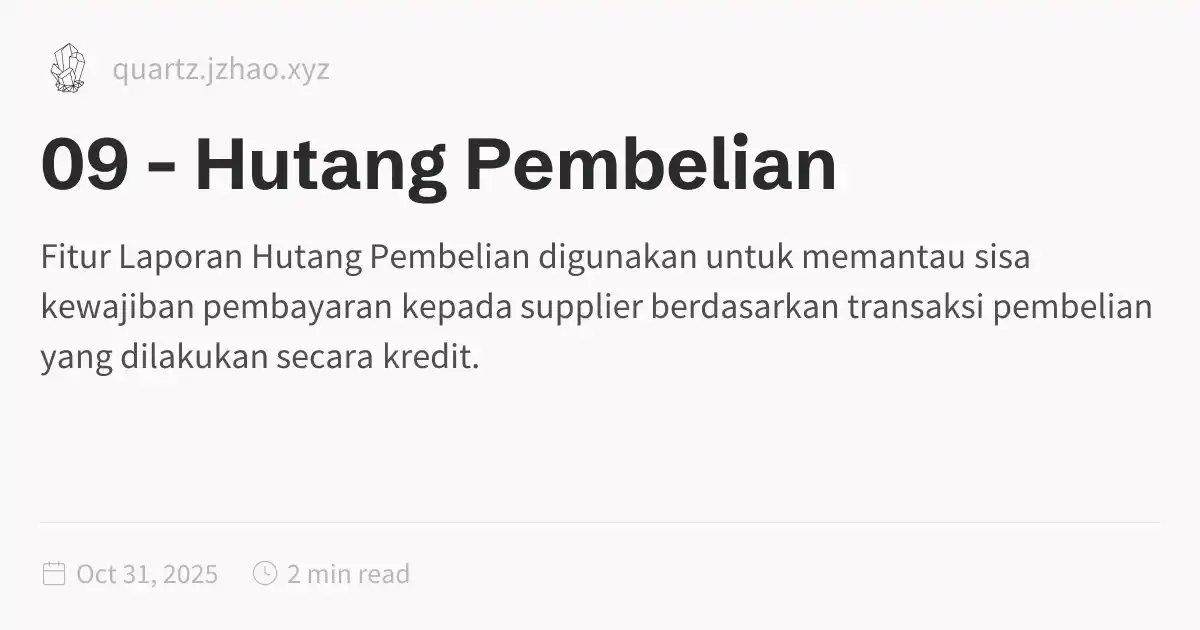 quartz.jzhao.xyz
09 - Hutang Pembelian
Fitur Laporan Hutang Pembelian digunakan untuk memantau sisa
kewajiban pembayaran kepada supplier berdasarkan transaksi pembelian
yang dilakukan secara kredit.
Oct 31, 2025 2 min read